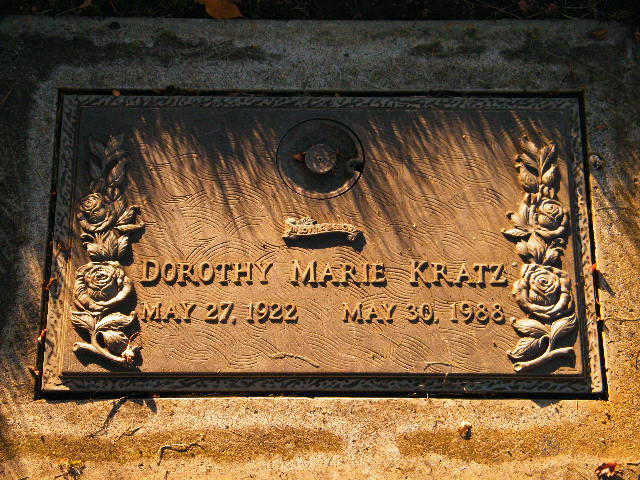 DOROTHY MARIE KRATZ
MAY 27, 1922 MAY 30, 1988